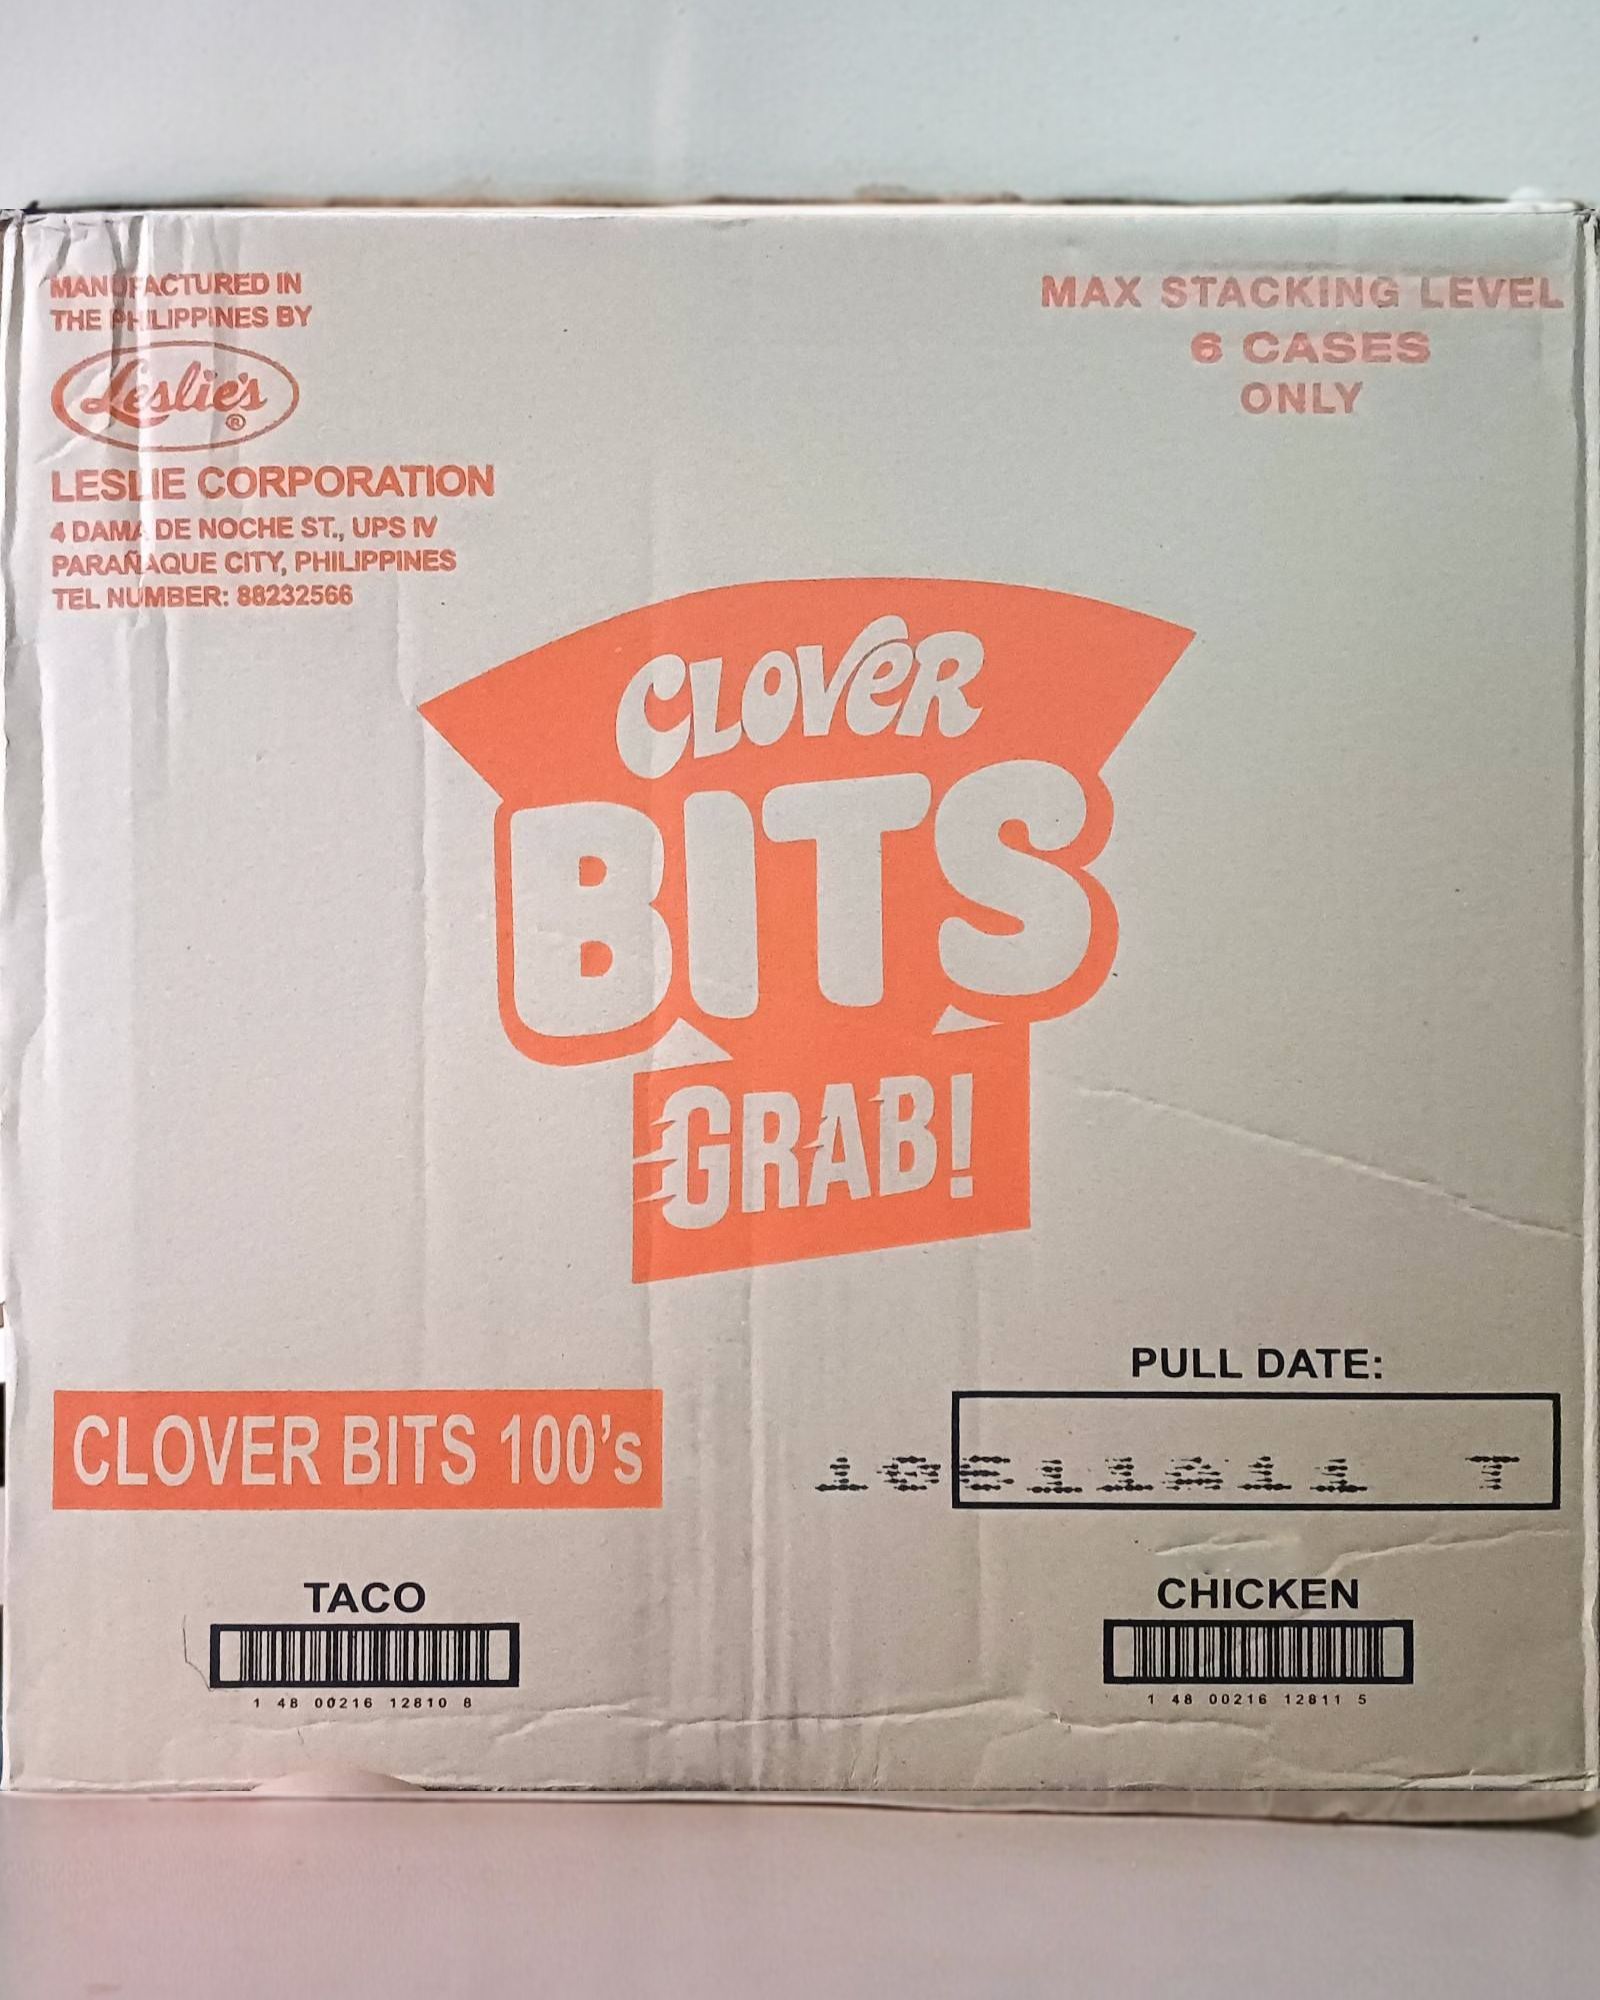 MANUFACTURED IN
THE PHILIPPINES BY
Leslie's ®
LESLIE CORPORATION
4 DAMA DE NOCHE ST., UPS IV
PARAÑAQUE CITY, PHILIPPINES
TEL NUMBER: 88232566
MAX STACKING LEVEL
6 CASES
ONLY
CLOVER
BITS
GRAB!
PULL DATE:
CLOVER BITS 100's
TACO
1 48 00216 12810 8
CHICKEN
1 48 00216 12811 5